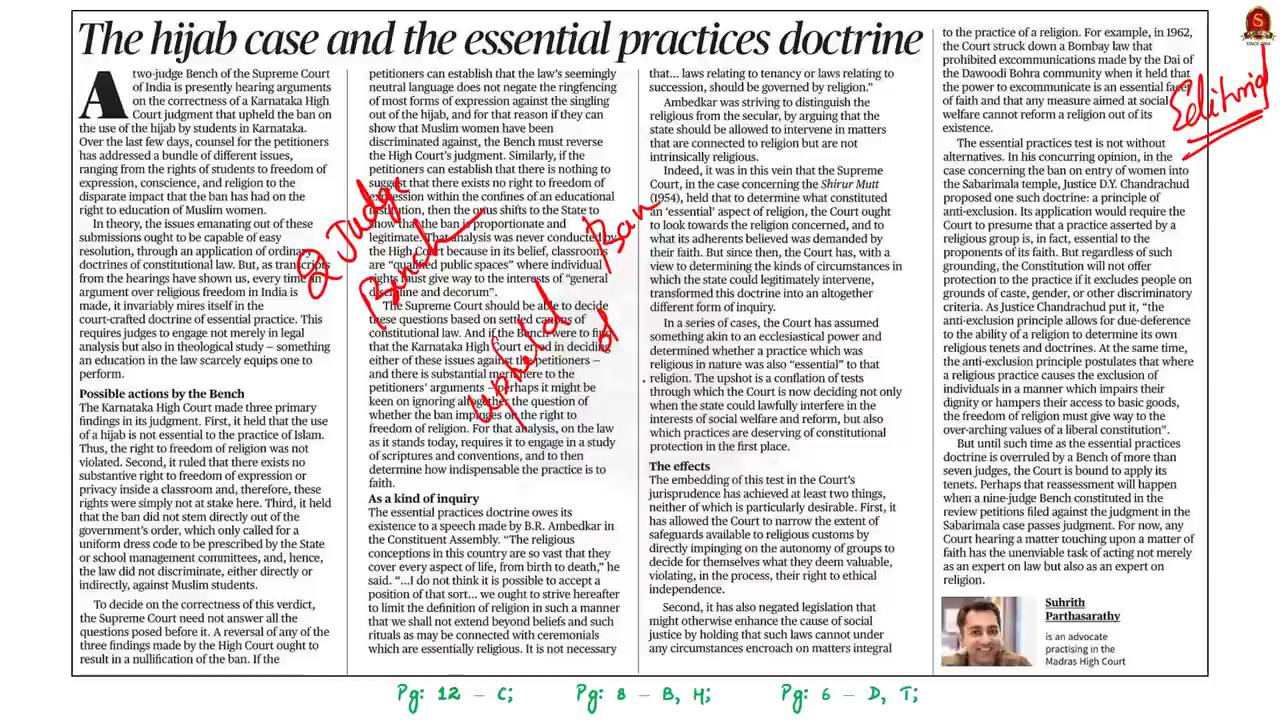 The hijab case and the essential practices doctrine
A two-judge Bench of the Supreme Court
of India is presently hearing arguments
on the correctness of a Karnataka High
Court judgment that upheld the ban on
the use of the hijab by students in Karnataka.
Over the last few days, counsel for the petitioners
has addressed a bundle of different issues,
ranging from the rights of students to freedom of
expression, conscience, and religion to the
disparate impact that the ban has had on the
right to education of Muslim women.
In theory, the issues emanating out of these
submissions ought to be capable of easy
resolution, through an application of ordinary
doctrines of constitutional law. But, as transcripts
from the hearings have shown us, every time an
argument over religious freedom in India is
made, it invariably mires itself in the
court-crafted doctrine of essential practice. This
requires judges to engage not merely in legal
analysis but also in theological study – something
an education in the law scarcely equips one to
perform.
Possible actions by the Bench
The Karnataka High Court made three primary
findings in its judgment. First, it held that the use
of a hijab is not essential to the practice of Islam.
Thus, the right to freedom of religion was not
violated. Second, it ruled that there exists no
substantive right to freedom of expression or
privacy inside a classroom and, therefore, these
rights were simply not at stake here. Third, it held
that the ban did not stem directly out of the
government's order, which only called for a
uniform dress code to be prescribed by the State
or school management committees, and, hence,
the law did not discriminate, either directly or
indirectly, against Muslim students.
To decide on the correctness of this verdict,
the Supreme Court need not answer all the
questions posed before it. A reversal of any of the
three findings made by the High Court ought to
result in a nullification of the ban. If the
petitioners can establish that the law's seemingly
neutral language does not negate the ringfencing
of most forms of expression against the singling
out of the hijab, and for that reason if they can
show that Muslim women have been
discriminated against, the Bench must reverse
the High Court's judgment. Similarly, if the
petitioners can establish that there is nothing to
suggest that there exists no right to freedom of
expression within the confines of an educational
institution, then the onus shifts to the State to
show that the ban is proportionate and
legitimate. That analysis was never conducted by
the High Court because in its belief, classrooms
are "qualified public spaces" where individual
rights must give way to the interests of "general
discipline and decorum".
The Supreme Court should be able to decide
these questions based on settled canons of
constitutional law. And if the Bench were to find
that the Karnataka High Court erred in deciding
either of these issues against the petitioners –
and there is substantial merit here to the
petitioners' arguments – perhaps it might be
keen on ignoring altogether the question of
whether the ban impinges on the right to
freedom of religion. For that analysis, on the law
as it stands today, requires it to engage in a study
of scriptures and conventions, and to then
determine how indispensable the practice is to
faith.
As a kind of inquiry
The essential practices doctrine owes its
existence to a speech made by B.R. Ambedkar in
the Constituent Assembly. "The religious
conceptions in this country are so vast that they
cover every aspect of life, from birth to death," he
said. "...I do not think it is possible to accept a
position of that sort... we ought to strive hereafter
to limit the definition of religion in such a manner
that we shall not extend beyond beliefs and such
rituals as may be connected with ceremonials
which are essentially religious. It is not necessary
that... laws relating to tenancy or laws relating to
succession, should be governed by religion."
Ambedkar was striving to distinguish the
religious from the secular, by arguing that the
state should be allowed to intervene in matters
that are connected to religion but are not
intrinsically religious.
Indeed, it was in this vein that the Supreme
Court, in the case concerning the Shirur Mutt
(1954), held that to determine what constituted
an 'essential' aspect of religion, the Court ought
to look towards the religion concerned, and to
what its adherents believed was demanded by
their faith. But since then, the Court has, with a
view to determining the kinds of circumstances in
which the state could legitimately intervene,
transformed this doctrine into an altogether
different form of inquiry.
In a series of cases, the Court has assumed
something akin to an ecclesiastical power and
determined whether a practice which was
religious in nature was also "essential" to that
religion. The upshot is a conflation of tests
through which the Court is now deciding not only
when the state could lawfully interfere in the
interests of social welfare and reform, but also
which practices are deserving of constitutional
protection in the first place.
The effects
The embedding of this test in the Court's
jurisprudence has achieved at least two things,
neither of which is particularly desirable. First, it
has allowed the Court to narrow the extent of
safeguards available to religious customs by
directly impinging on the autonomy of groups to
decide for themselves what they deem valuable,
violating, in the process, their right to ethical
independence.
Second, it has also negated legislation that
might otherwise enhance the cause of social
justice by holding that such laws cannot under
any circumstances encroach on matters integral
to the practice of a religion. For example, in 1962,
the Court struck down a Bombay law that
prohibited excommunications made by the Dai of
the Dawoodi Bohra community when it held that
the power to excommunicate is an essential facet
of faith and that any measure aimed at social
welfare cannot reform a religion out of its
existence.
The essential practices test is not without
alternatives. In his concurring opinion, in the
case concerning the ban on entry of women into
the Sabarimala temple, Justice D.Y. Chandrachud
proposed one such doctrine: a principle of
anti-exclusion. Its application would require the
Court to presume that a practice asserted by a
religious group is, in fact, essential to the
proponents of its faith. But regardless of such
grounding, the Constitution will not offer
protection to the practice if it excludes people on
grounds of caste, gender, or other discriminatory
criteria. As Justice Chandrachud put it, "the
anti-exclusion principle allows for due-deference
to the ability of a religion to determine its own
religious tenets and doctrines. At the same time,
the anti-exclusion principle postulates that where
a religious practice causes the exclusion of
individuals in a manner which impairs their
dignity or hampers their access to basic goods,
the freedom of religion must give way to the
over-arching values of a liberal constitution".
But until such time as the essential practices
doctrine is overruled by a Bench of more than
seven judges, the Court is bound to apply its
tenets. Perhaps that reassessment will happen
when a nine-judge Bench constituted in the
review petitions filed against the judgment in the
Sabarimala case passes judgment. For now, any
Court hearing a matter touching upon a matter of
faith has the unenviable task of acting not merely
as an expert on law but also as an expert on
religion.
Suhrith
Parthasarathy
is an advocate
practising in the
Madras High Court
Editorial
2 Judge
Bench
upheld
Ban
of
S
SINCE 2004
Pg: 12 – C; Pg: 8 – B, H; Pg: 6 – D, T;